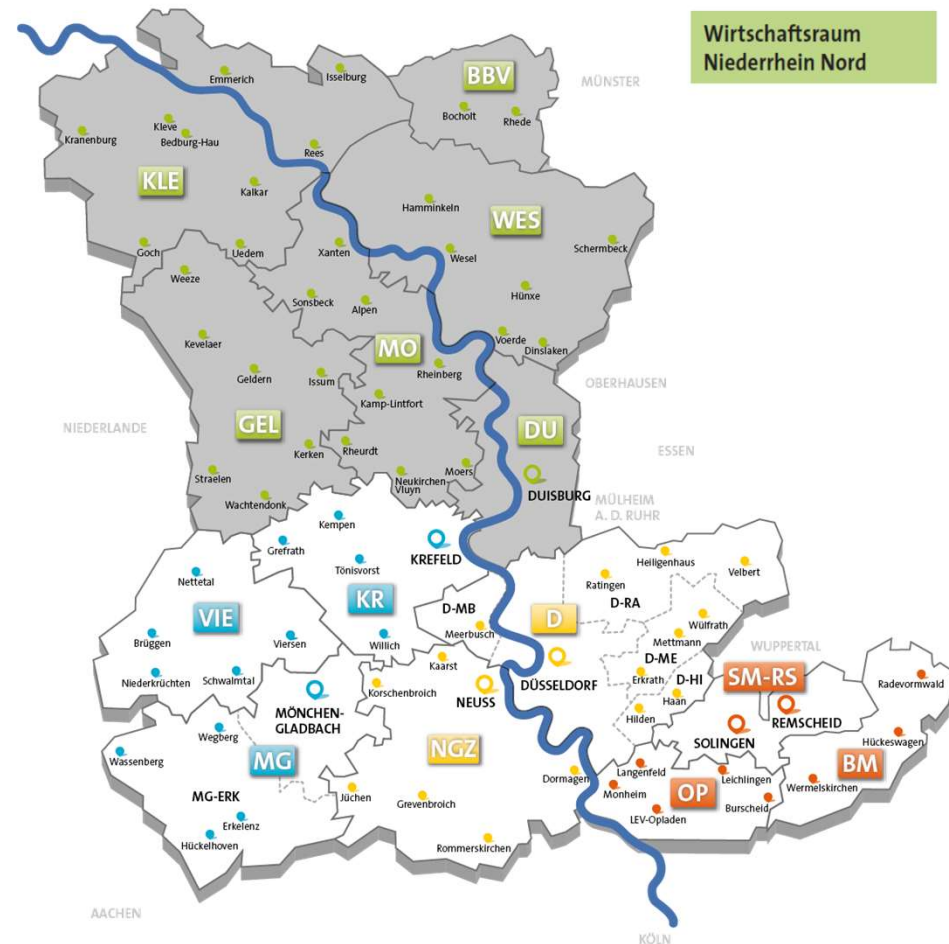 Wirtschaftsraum
Niederrhein Nord
MÜNSTER
BBV
Isselburg
Emmerich
Bocholt
Rhede
Kleve
Kranenburg
Bedburg-Hau
Rees
KLE
Kalkar
Hamminkeln
WES
Schermbeck
Goch
Uedem
Xanten
Wesel
Weeze
Sonsbeck
Alpen
Hünxe
Kevelaer
MO
Voerde
Dinslaken
Geldern
Issum
Rheinberg
OBERHAUSEN
Kamp-Lintfort
NIEDERLANDE
GEL
DU
ESSEN
Kerken
Rheurdt
Straelen
Neukirchen
Vluyn
Moers
DUISBURG
Wachtendonk
MÜLHEIM
A. D. RUHR
Kempen
Grefrath
KREFELD
Heiligenhaus
Velbert
Nettetal
Tönisvorst
Ratingen
D-RA
KR
D-MB
D
VIE
Wülfrath
Brüggen
Viersen
Willich
Meerbusch
Mettmann
WUPPERTAL
Kaarst
D-ME
Niederkrüchten
Schwalmtal
Korschenbroich
NEUSS
DÜSSELDORF
Erkrath
D-HI
SM-RS
Radevormwald
Haan
MÖNCHEN-
GLADBACH
Hilden
REMSCHEID
Wegberg
SOLINGEN
Hückeswagen
Wassenberg
MG
NGZ
BM
Langenfeld
Leichlingen
Dormagen
Monheim
OP
Wermelskirchen
MG-ERK
Jüchen
Grevenbroich
LEV-Opladen
Burscheid
Erkelenz
Hückelhoven
Rommerskirchen
AACHEN
KÖLN